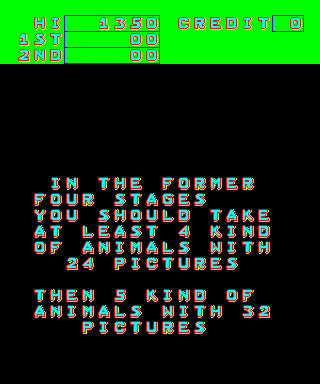 HI 1350 CREDIT 0
1ST 00
2ND 00
IN THE FORMER
FOUR STAGES
YOU SHOULD TAKE
AT LEAST 4 KIND
OF ANIMALS WITH
24 PICTURES
THEN 5 KIND OF
ANIMALS WITH 32
PICTURES